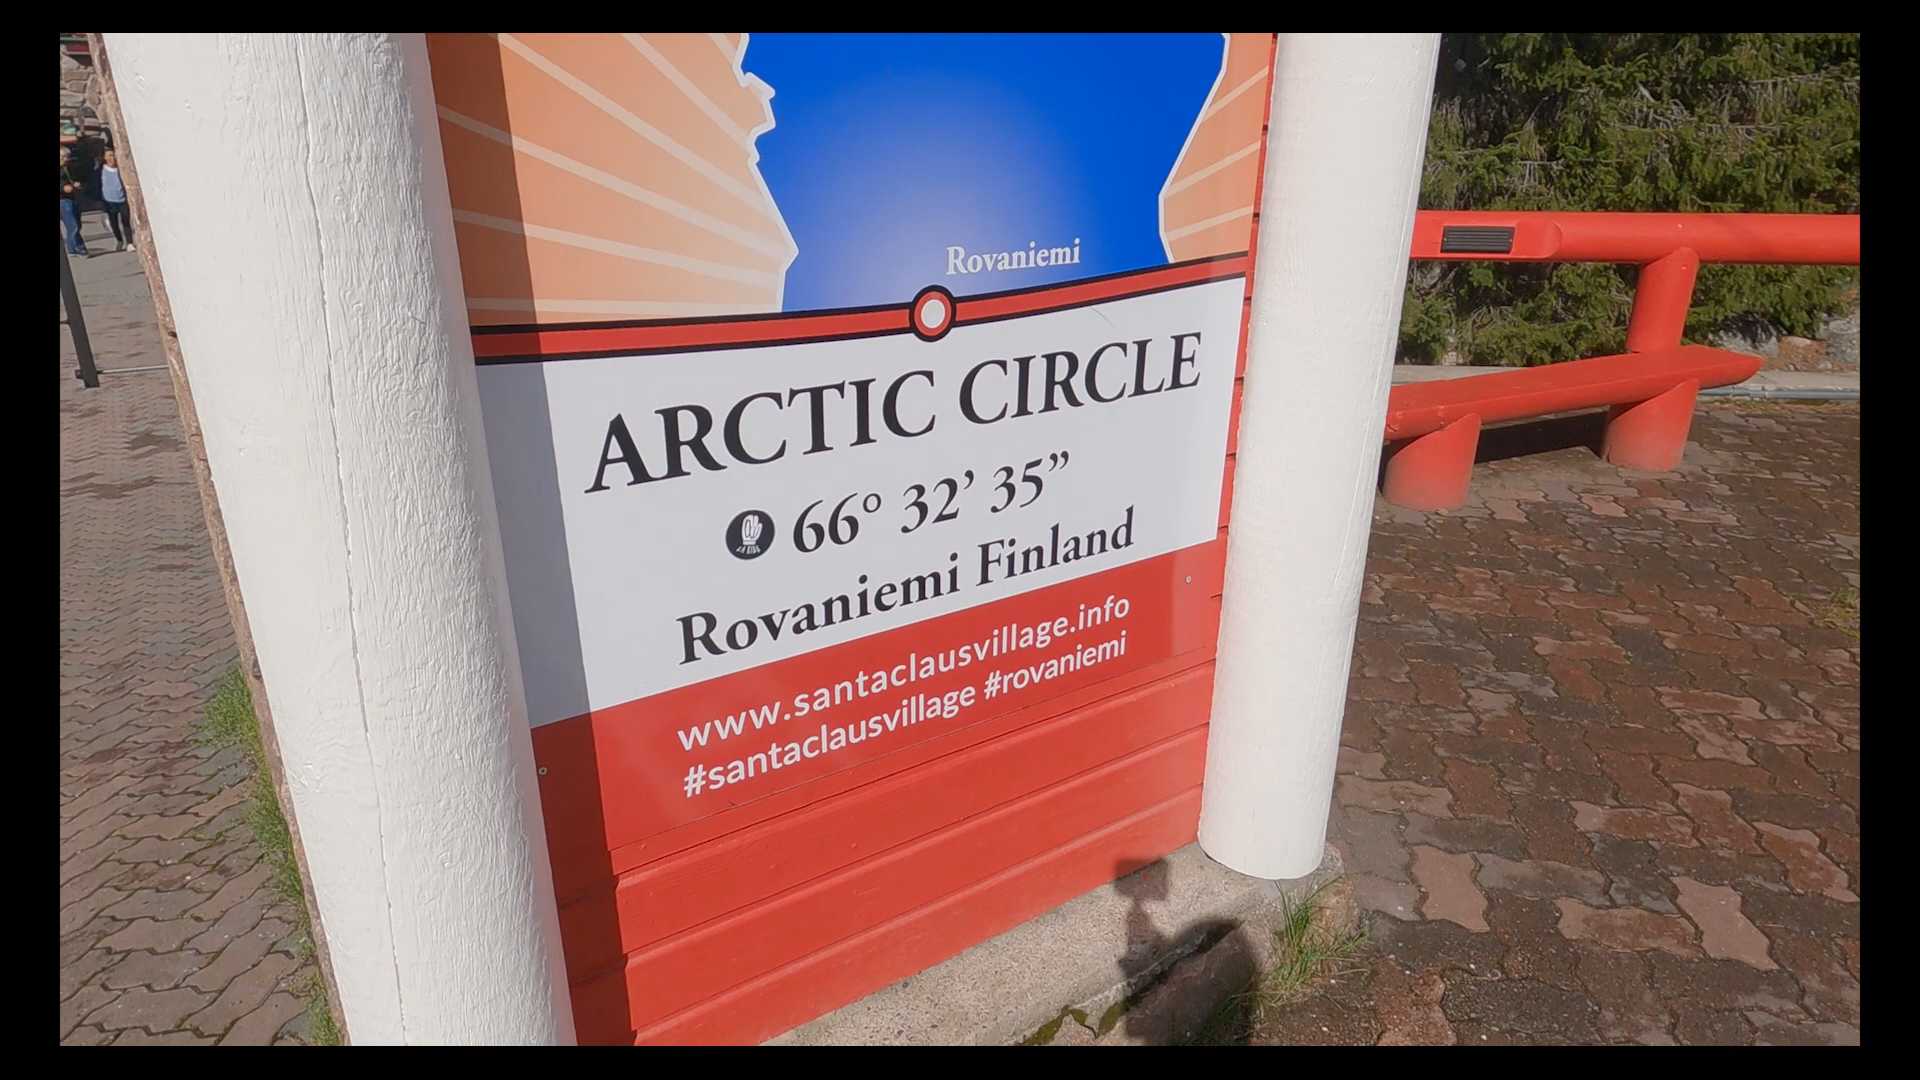 Rovaniemi
ARCTIC CIRCLE
66° 32’ 35”
Rovaniemi Finland
www.santaclausvillage.info
#santaclausvillage #rovaniemi